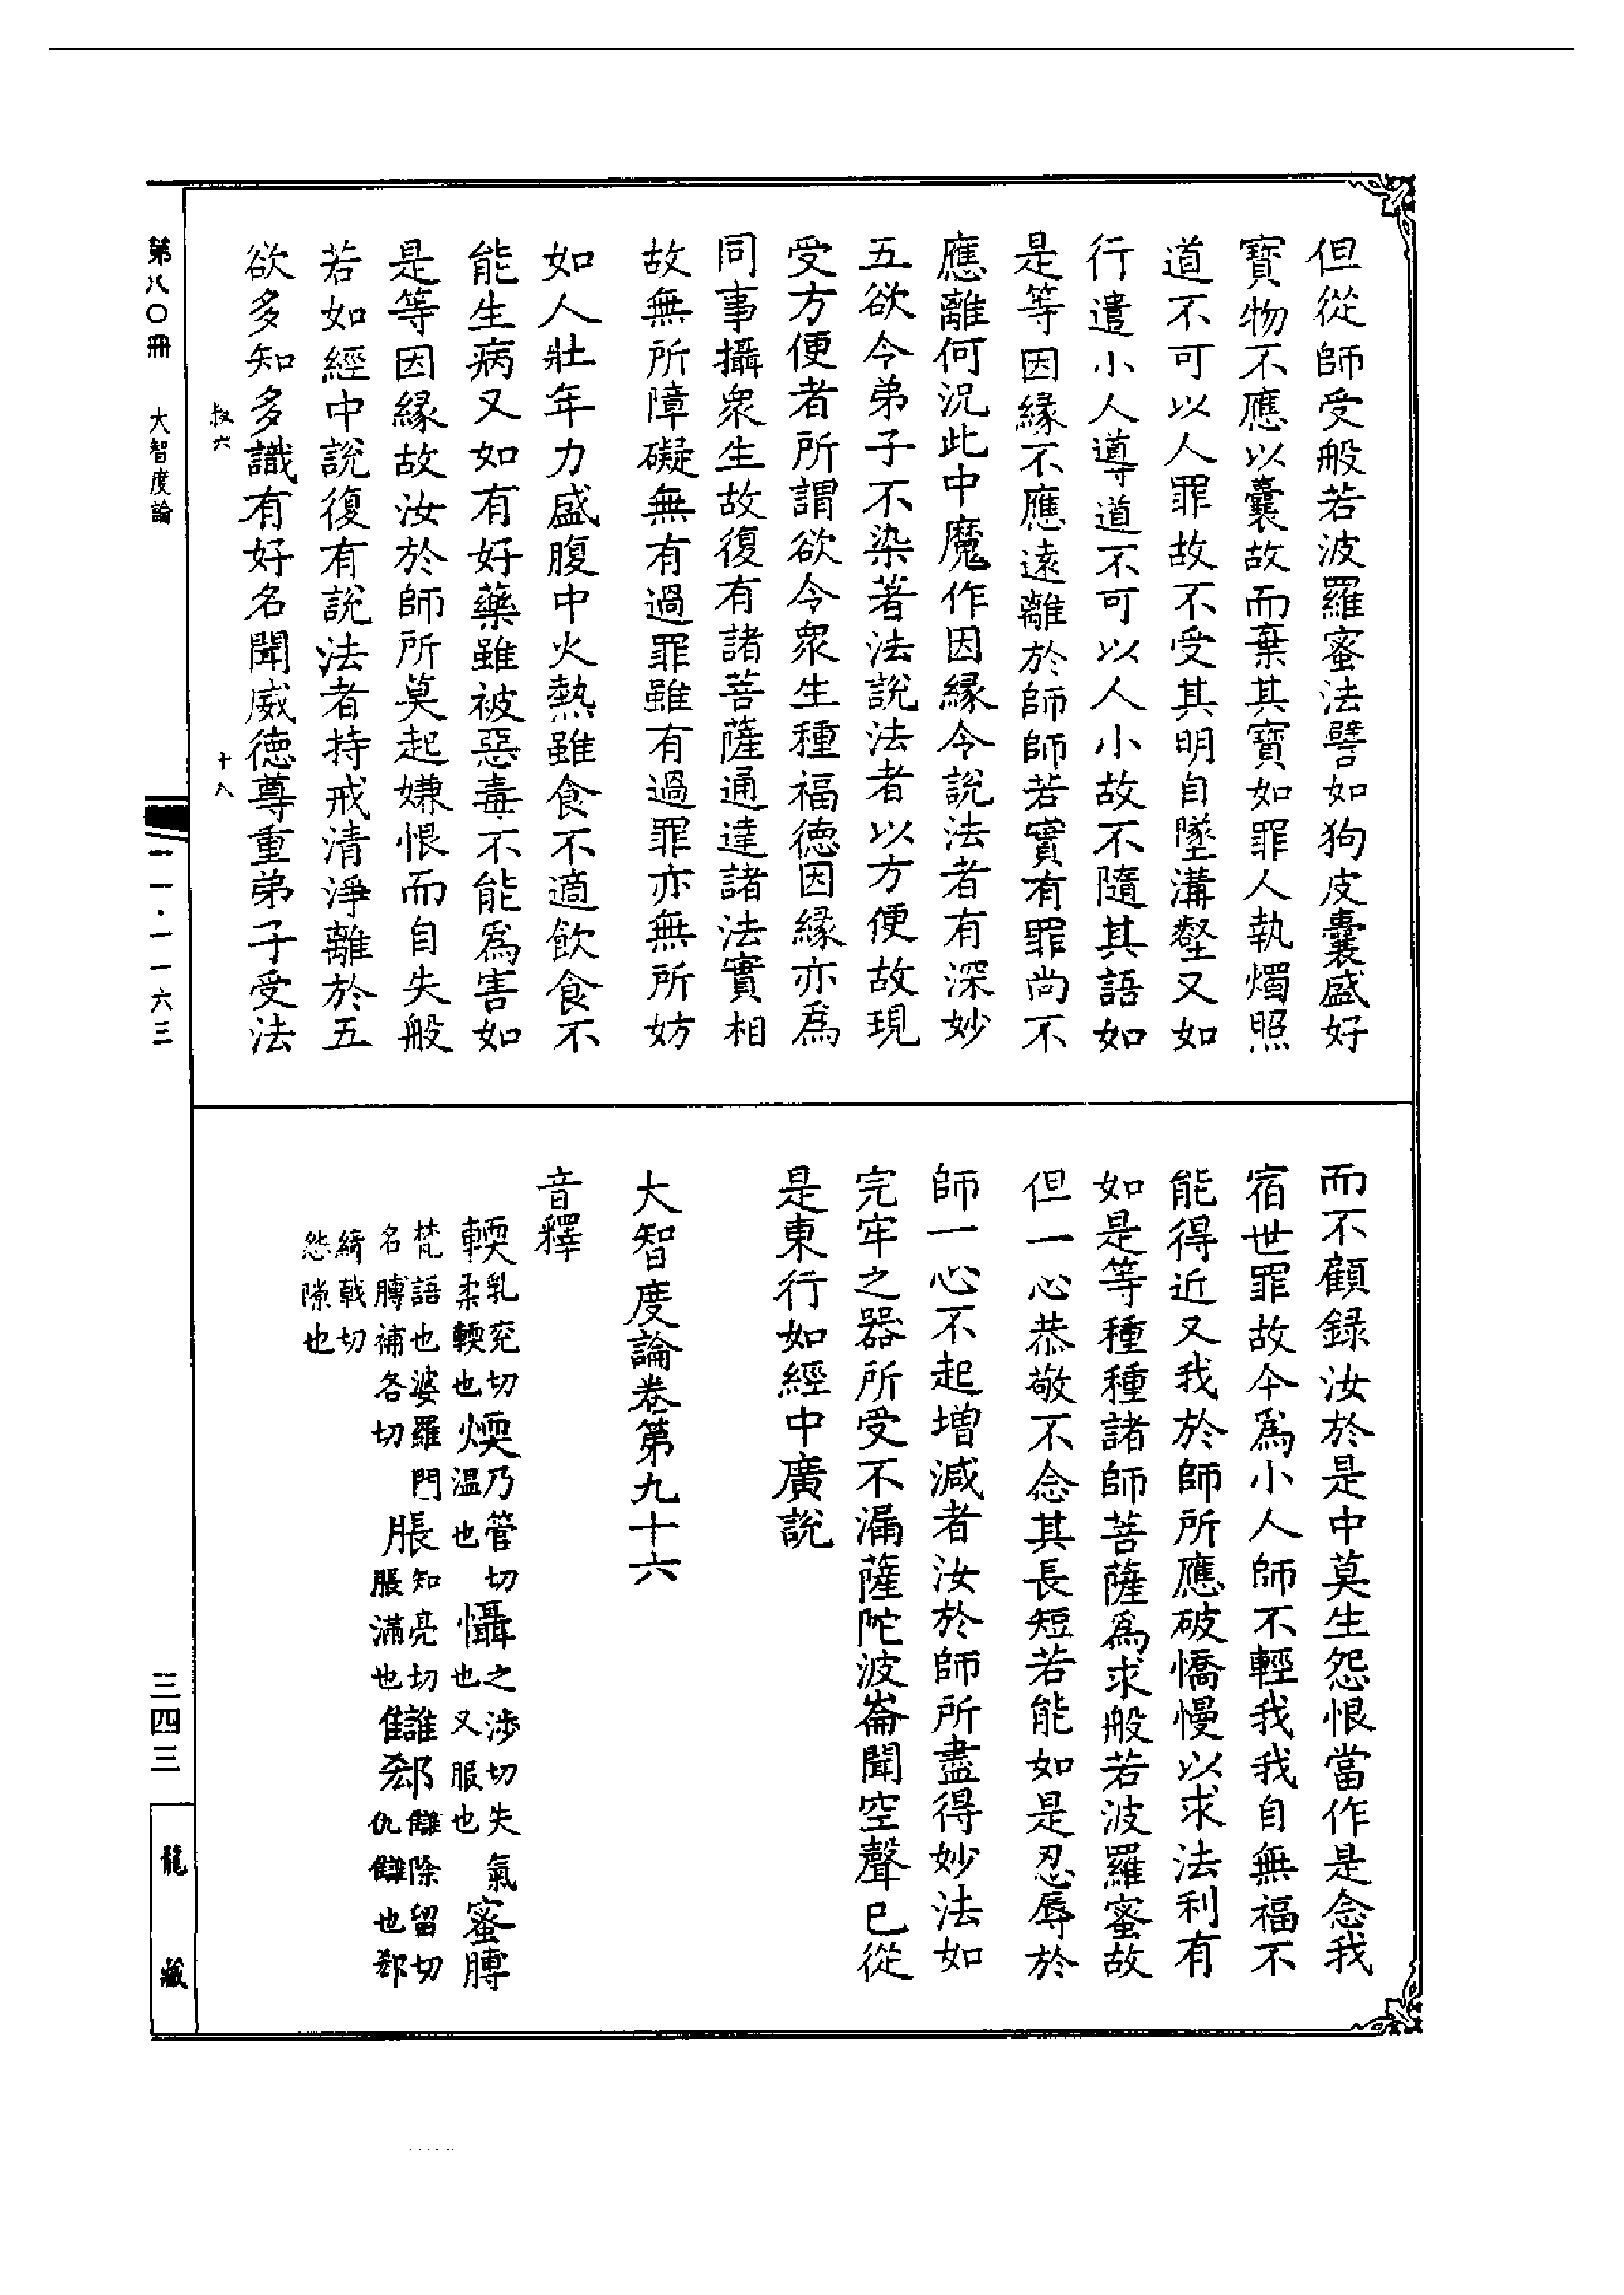 但從師受般若波羅蜜法譬如狗皮囊盛好
寶物不應以囊故而棄其寶如罪人執燭照
道不可以人罪故不受其明自墜溝壑又如
行遣小人導道不可以人小故不隨其語如
是等因緣不應遠離於師師若實有罪尚不
應離何況此中魔作因緣令說法者有深妙
五欲令弟子不染著法說法者以方便故現
受方便者所謂欲令眾生種福德因緣亦為
同事攝眾生故復有諸菩薩通達諸法實相
故無所障礙無有過罪雖有過罪亦無所妨
如人壯年力盛腹中火熱雖食不適飲食不
能生病又如有好藥雖被惡毒不能為害如
是等因緣故汝於師所莫起嫌恨而自失般
若如經中說復有說法者持戒清淨離於五
欲多知多識有好名聞威德尊重弟子受法
叔六 十八
第八〇冊 大智度論 一一·一一六三
而不顧錄汝於是中莫生怨恨當作是念我
宿世罪故今為小人師不輕我我自無福不
能得近又我於師所應破憍慢以求法利有
如是等種種諸師菩薩為求般若波羅蜜故
但一心恭敬不念其長短若能如是忍辱於
師一心不起增減者汝於師所盡得妙法如
完牢之器所受不漏薩陀波崙聞空聲已從
是東行如經中廣說
大智度論卷第九十六
音釋
輭乳兖切柔輭也煗乃管切温也懾之涉切失氣也又服也蜜膊
梵語也婆羅門名膊補各切脹知亮切脹滿也讎郄讎除留切仇讎也郄
綺戟切怨隙也
三四三
龍藏